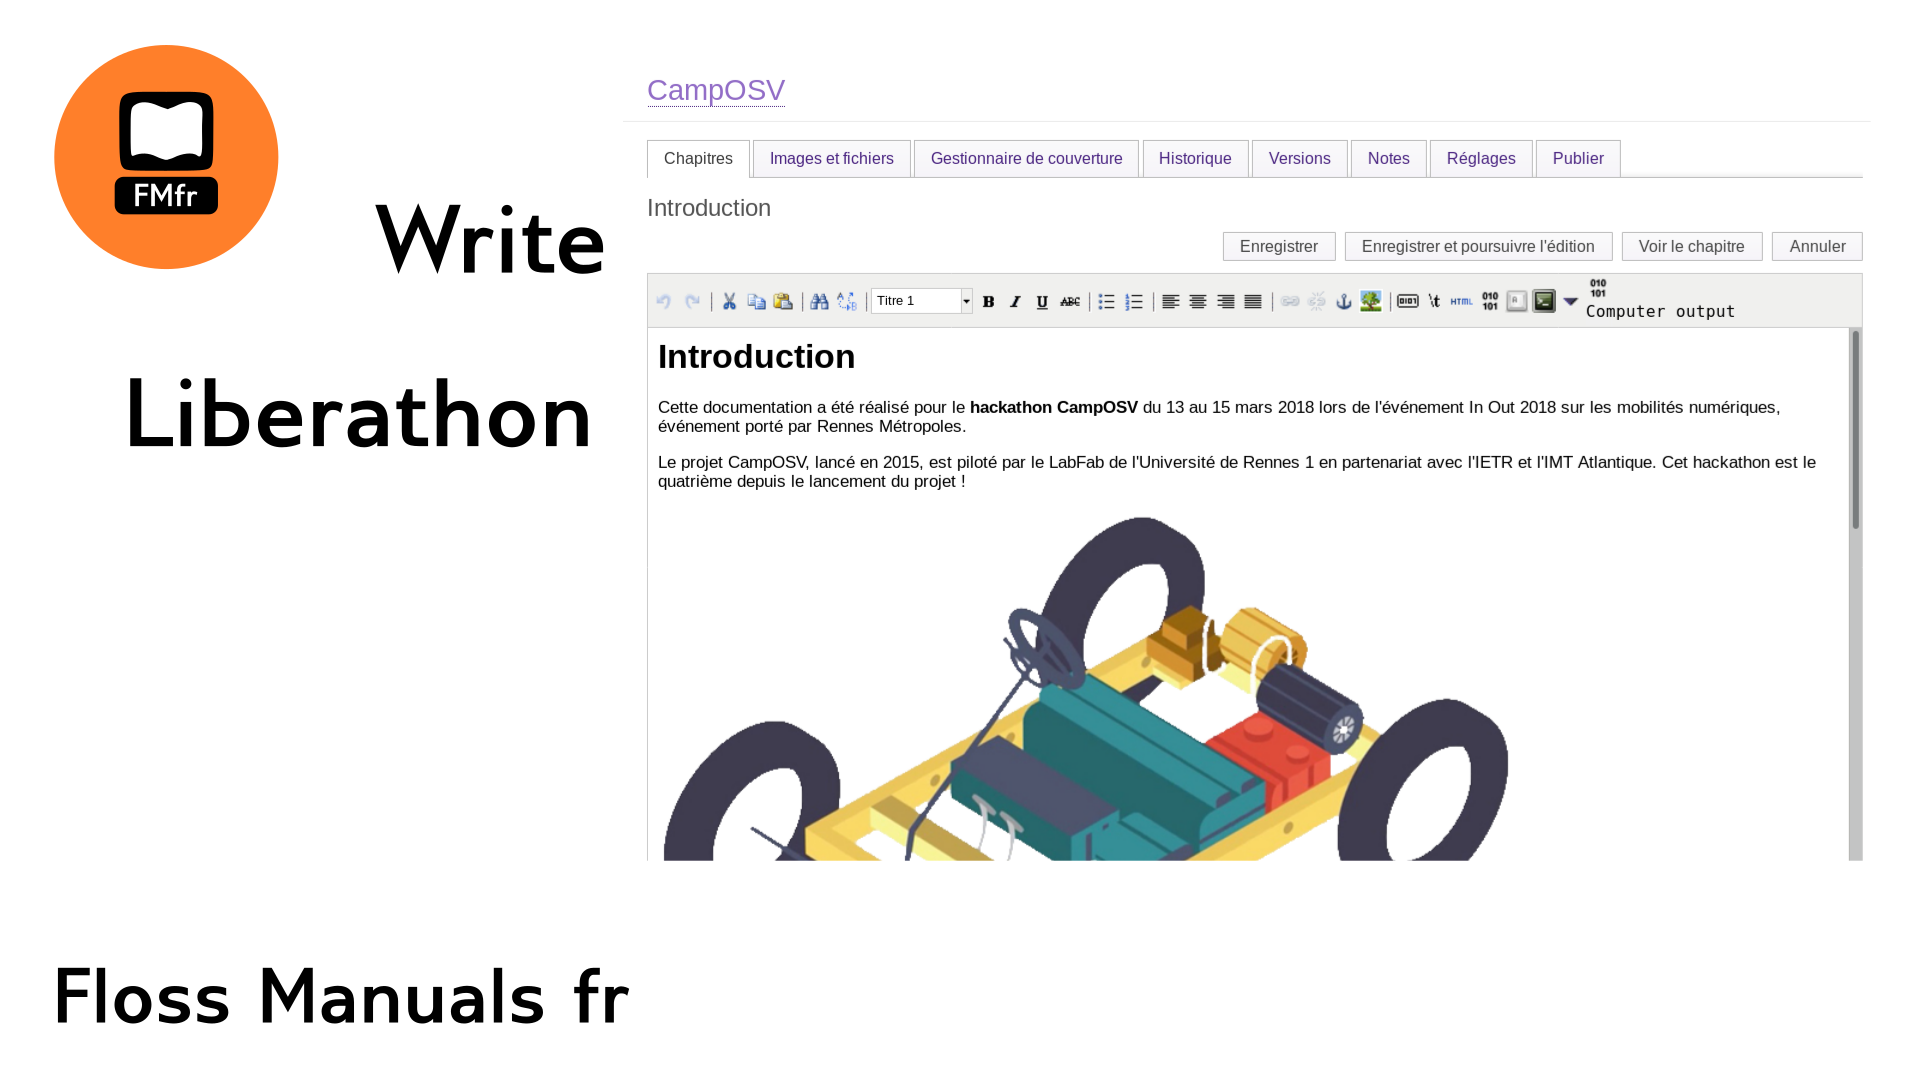 FMfr
Write
Liberathon
Floss Manuals fr
CampOSV
Chapitres Images et fichiers Gestionnaire de couverture Historique Versions Notes Réglages Publier
Introduction
Enregistrer Enregistrer et poursuivre l'édition Voir le chapitre Annuler
Titre 1 B I U ABC \t HTML 010 101 010 101
Computer output
Introduction
Cette documentation a été réalisé pour le hackathon CampOSV du 13 au 15 mars 2018 lors de l'événement In Out 2018 sur les mobilités numériques,
événement porté par Rennes Métropoles.
Le projet CampOSV, lancé en 2015, est piloté par le LabFab de l'Université de Rennes 1 en partenariat avec l'IETR et l'IMT Atlantique. Cet hackathon est le
quatrième depuis le lancement du projet !